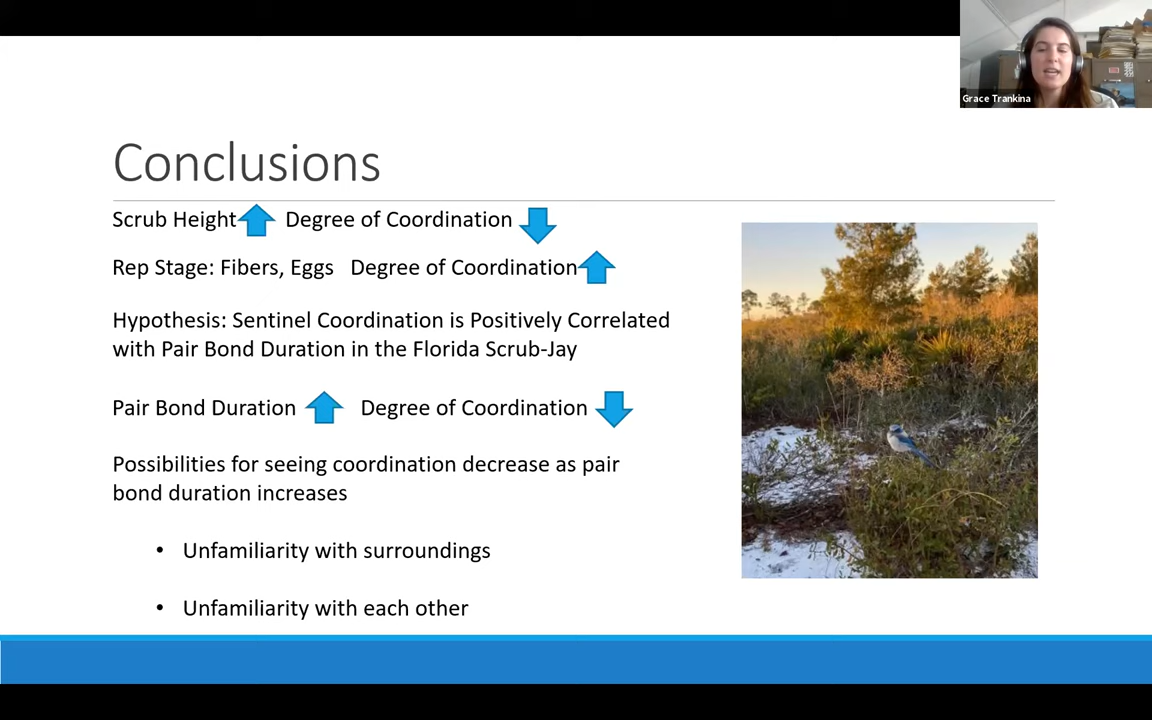 Grace Trankina
Conclusions
Scrub Height Degree of Coordination
Rep Stage: Fibers, Eggs Degree of Coordination
Hypothesis: Sentinel Coordination is Positively Correlated
with Pair Bond Duration in the Florida Scrub-Jay
Pair Bond Duration Degree of Coordination
Possibilities for seeing coordination decrease as pair
bond duration increases
• Unfamiliarity with surroundings
• Unfamiliarity with each other